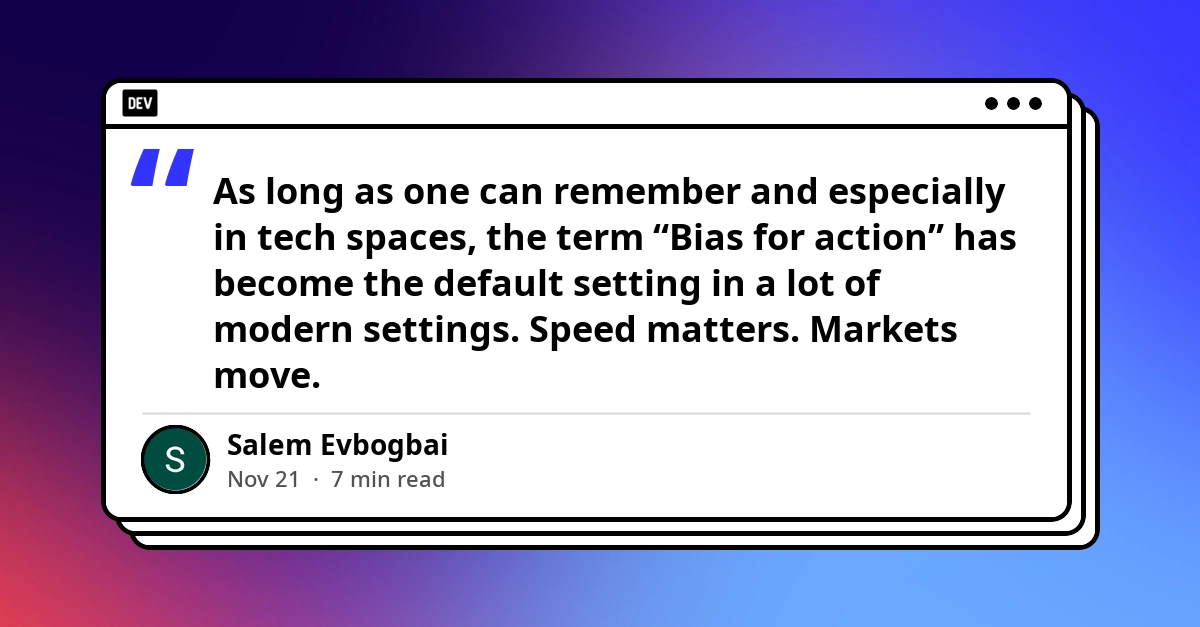 DEV
“
As long as one can remember and especially
in tech spaces, the term “Bias for action” has
become the default setting in a lot of
modern settings. Speed matters. Markets
move.
S
Salem Evbogbai
Nov 21 · 7 min read